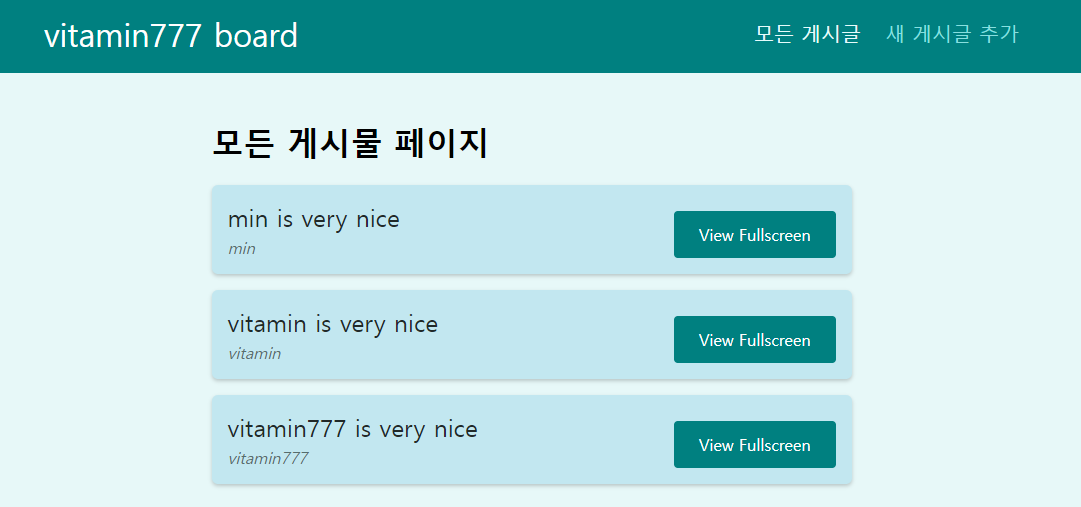 vitamin777 board
모든 게시글 새 게시글 추가
모든 게시물 페이지
min is very nice
min
View Fullscreen
vitamin is very nice
vitamin
View Fullscreen
vitamin777 is very nice
vitamin777
View Fullscreen